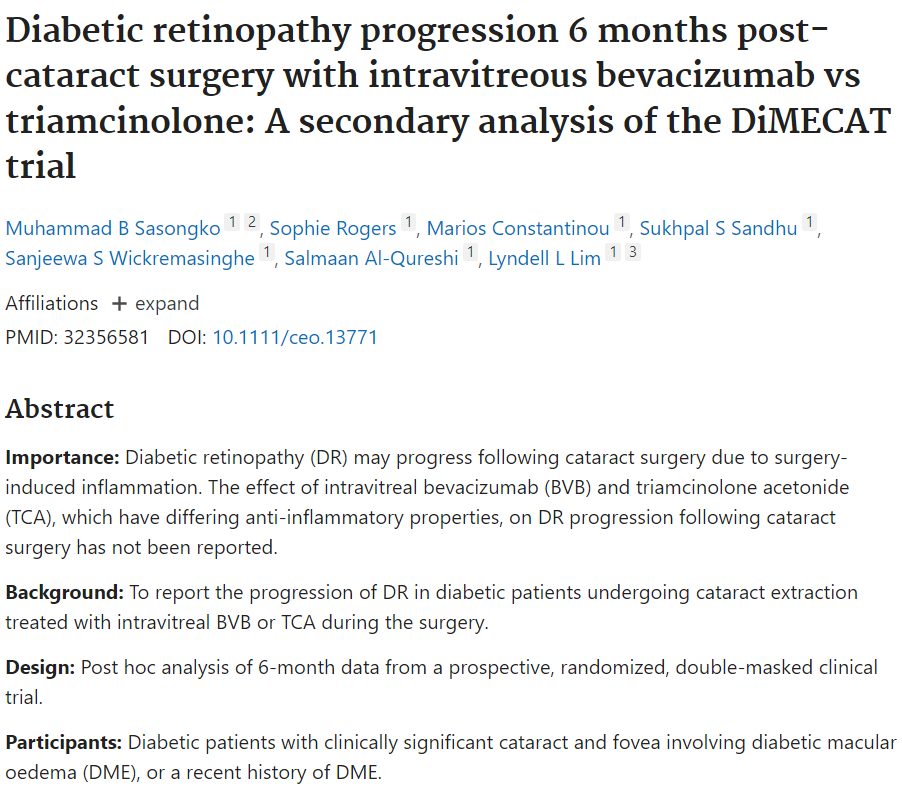 Diabetic retinopathy progression 6 months post-
cataract surgery with intravitreous bevacizumab vs
triamcinolone: A secondary analysis of the DiMECAT
trial
Muhammad B Sasongko 1 2, Sophie Rogers 1, Marios Constantinou 1, Sukhpal S Sandhu 1,
Sanjeewa S Wickremasinghe 1, Salmaan Al-Qureshi 1, Lyndell L Lim 1 3
Affiliations + expand
PMID: 32356581 DOI: 10.1111/ceo.13771
Abstract
Importance: Diabetic retinopathy (DR) may progress following cataract surgery due to surgery-
induced inflammation. The effect of intravitreal bevacizumab (BVB) and triamcinolone acetonide
(TCA), which have differing anti-inflammatory properties, on DR progression following cataract
surgery has not been reported.
Background: To report the progression of DR in diabetic patients undergoing cataract extraction
treated with intravitreal BVB or TCA during the surgery.
Design: Post hoc analysis of 6-month data from a prospective, randomized, double-masked clinical
trial.
Participants: Diabetic patients with clinically significant cataract and fovea involving diabetic macular
oedema (DME), or a recent history of DME.